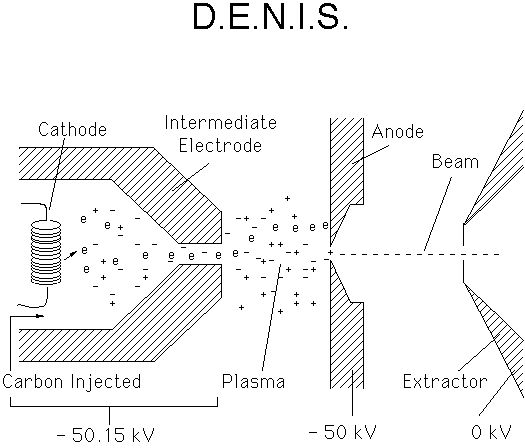 D.E.N.I.S.
Cathode
Intermediate
Electrode
Anode
Beam
Carbon Injected
Plasma
Extractor
- 50.15 kV
- 50 kV
0 kV